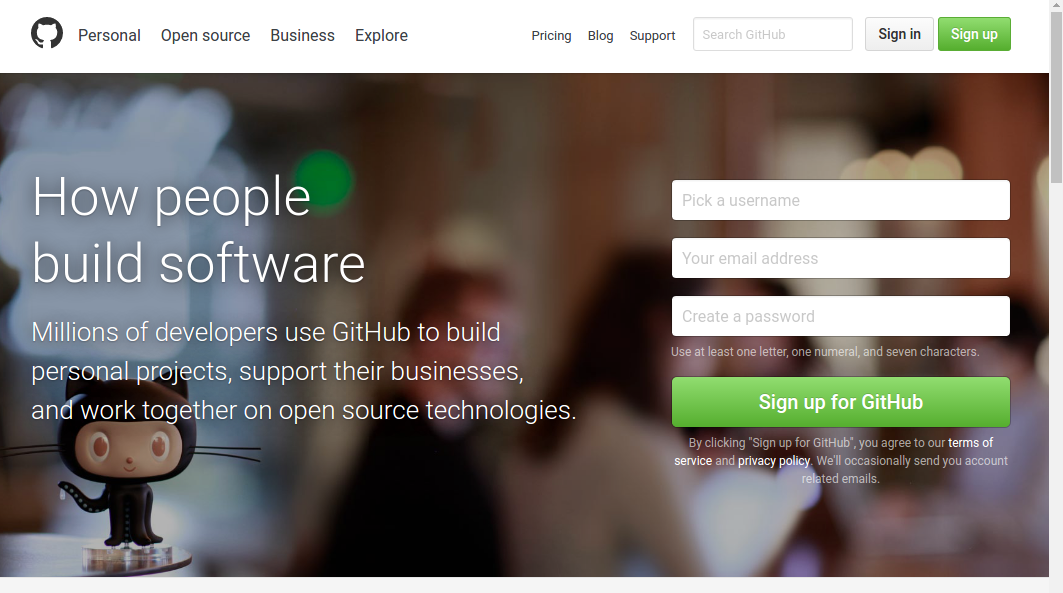 Personal Open source Business Explore Pricing Blog Support Search GitHub Sign in Sign up
How people
build software
Millions of developers use GitHub to build
personal projects, support their businesses,
and work together on open source technologies.
Pick a username
Your email address
Create a password
Use at least one letter, one numeral, and seven characters.
Sign up for GitHub
By clicking "Sign up for GitHub", you agree to our terms of
service and privacy policy. We'll occasionally send you account
related emails.